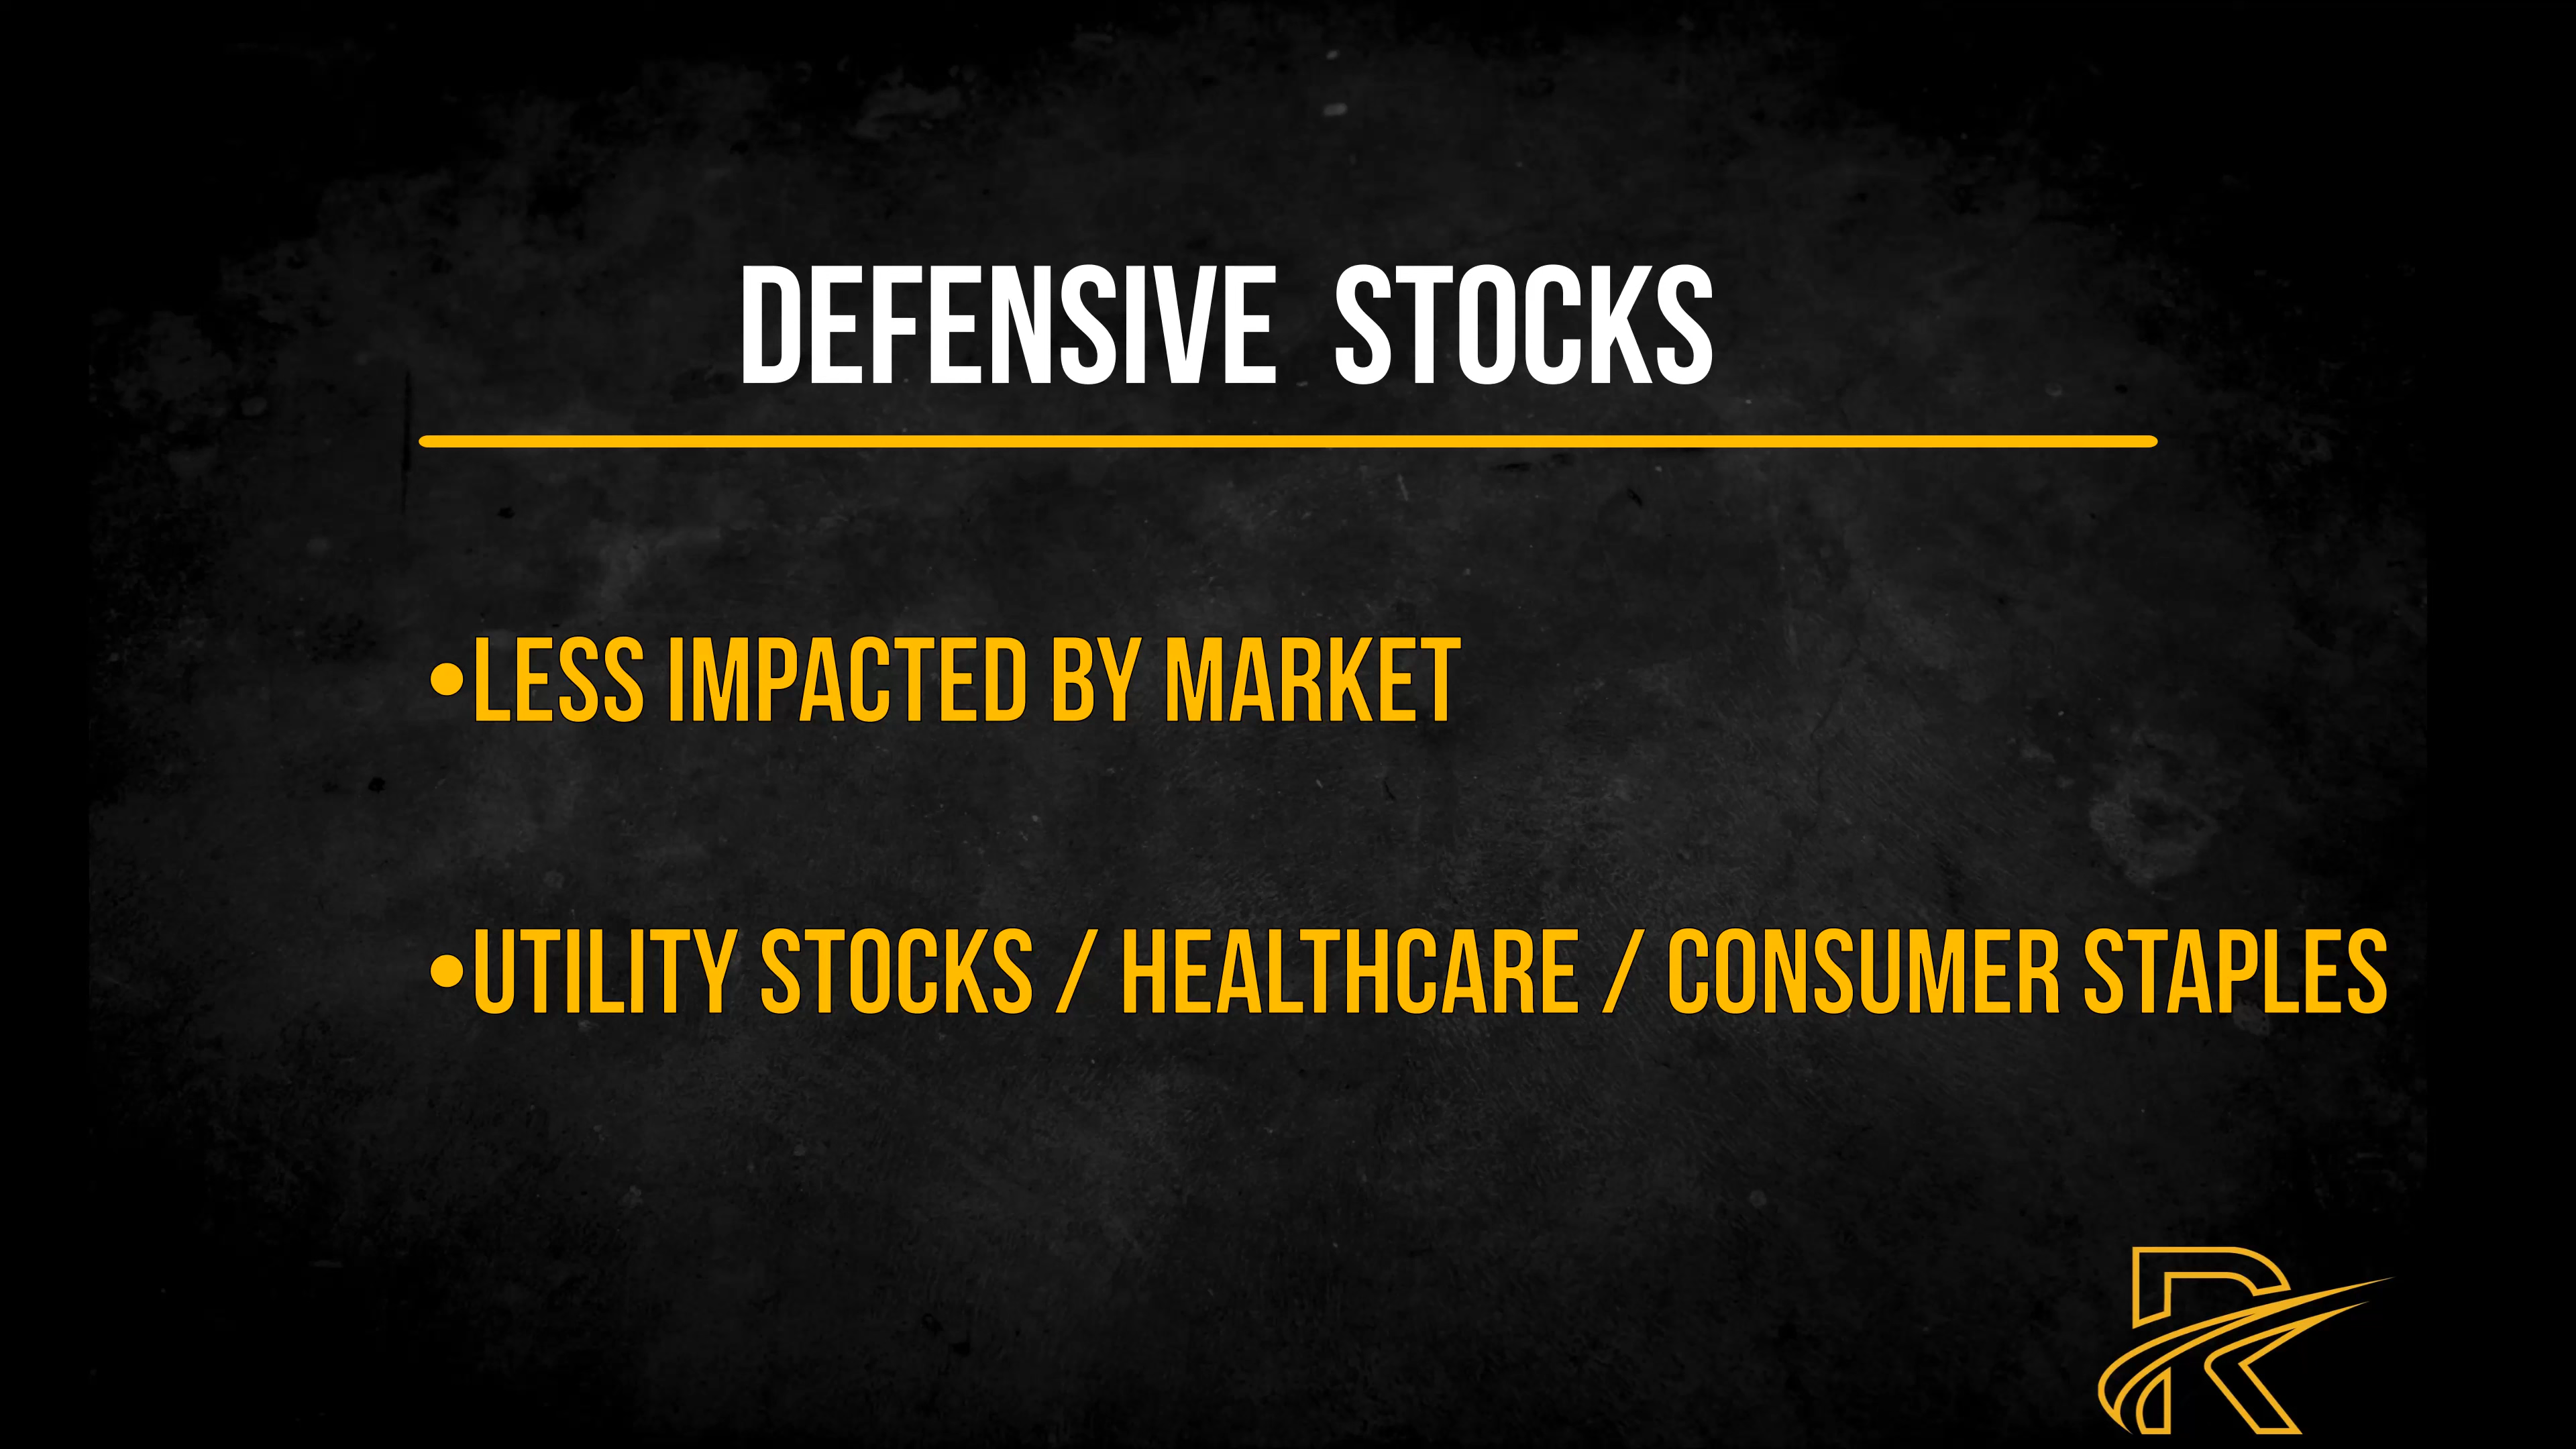 DEFENSIVE STOCKS
•LESS IMPACTED BY MARKET
•UTILITY STOCKS / HEALTHCARE / CONSUMER STAPLES
R